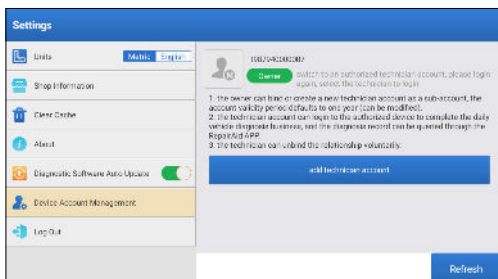 Settings
Units
Metric English
Shop Information
Clear Cache
About
Diagnostic Software Auto Update
Device Account Management
Log Out
Owner
switch to an authorized technician account, please login
again, select the technician to login
1. the owner can bind or create a new technician account as a sub-account, the
account validity period defaults to one year (can be modified).
2. the technician account can login to the authorized device to complete the daily
vehicle diagnosis business, and the diagnosis record can be queried through the
RepairAid APP.
3. the technician can unbind the relationship voluntarily.
add technician account
Refresh